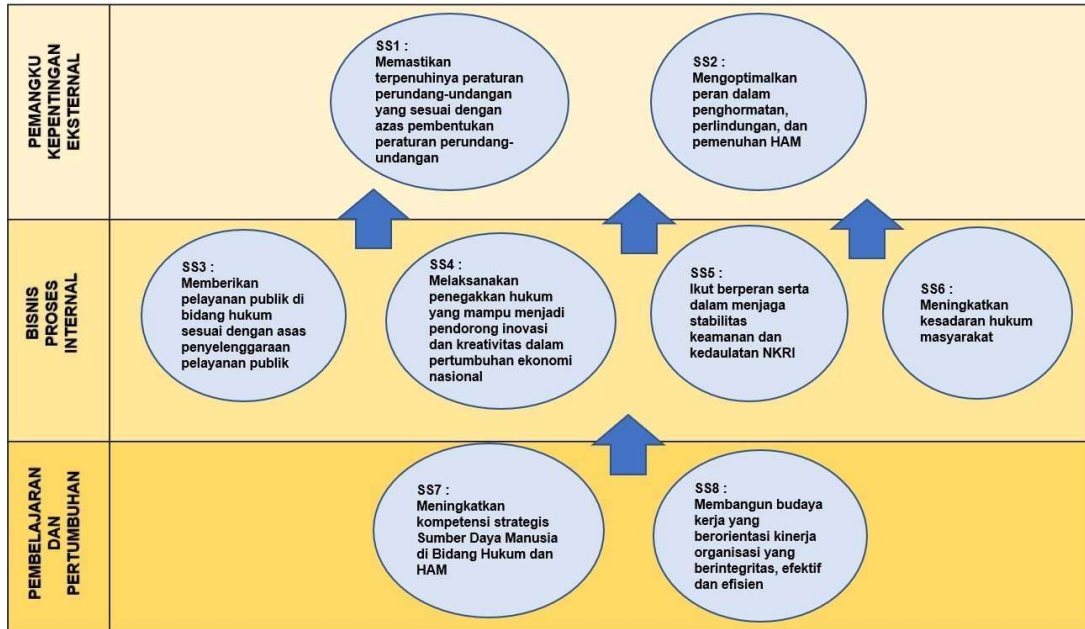 PEMANGKU
KEPENTINGAN
EKSTERNAL
SS1 :
Memastikan
terpenuhinya peraturan
perundang-undangan
yang sesuai dengan
azas pembentukan
peraturan perundang-
undangan
SS2 :
Mengoptimalkan
peran dalam
penghormatan,
perlindungan, dan
pemenuhan HAM
BISNIS
PROSES
INTERNAL
SS3 :
Memberikan
pelayanan publik di
bidang hukum
sesuai dengan asas
penyelenggaraan
pelayanan publik
SS4 :
Melaksanakan
penegakkan hukum
yang mampu menjadi
pendorong inovasi
dan kreativitas dalam
pertumbuhan ekonomi
nasional
SS5 :
Ikut berperan serta
dalam menjaga
stabilitas
keamanan dan
kedaulatan NKRI
SS6 :
Meningkatkan
kesadaran hukum
masyarakat
PEMBELAJARAN
DAN
PERTUMBUHAN
SS7 :
Meningkatkan
kompetensi strategis
Sumber Daya Manusia
di Bidang Hukum dan
HAM
SS8 :
Membangun budaya
kerja yang
berorientasi kinerja
organisasi yang
berintegritas, efektif
dan efisien